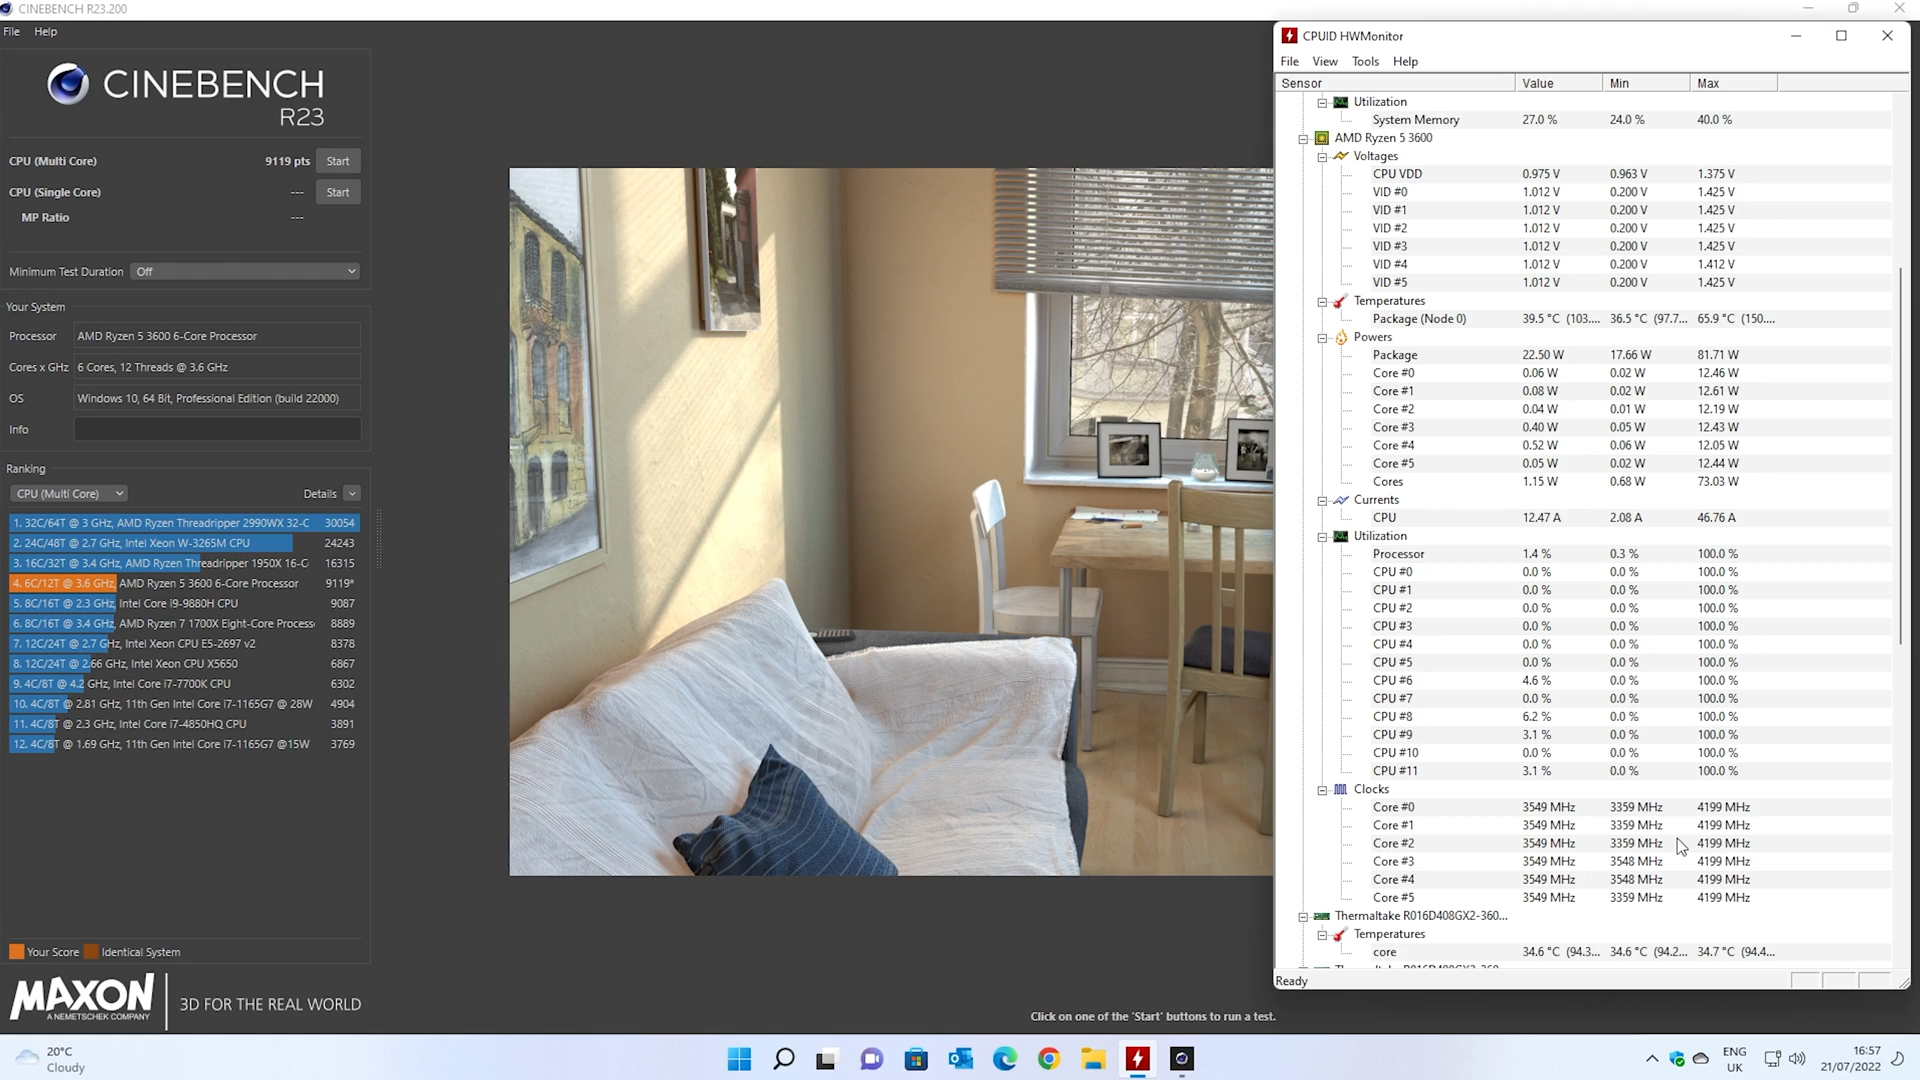 CINEBENCH R23.200
File Help
CINEBENCH
R23
CPU (Multi Core) 9119 pts Start
CPU (Single Core) --- Start
MP Ratio ---
Minimum Test Duration Off
Your System
Processor AMD Ryzen 5 3600 6-Core Processor
Cores x GHz 6 Cores, 12 Threads @ 3.6 GHz
OS Windows 10, 64 Bit, Professional Edition (build 22000)
Info
Ranking
CPU (Multi Core) Details
1. 32C/64T @ 3 GHz, AMD Ryzen Threadripper 2990WX 32-C 30054
2. 24C/48T @ 2.7 GHz, Intel Xeon W-3265M CPU 24243
3. 16C/32T @ 3.4 GHz, AMD Ryzen Threadripper 1950X 16-C 16315
4. 6C/12T @ 3.6 GHz, AMD Ryzen 5 3600 6-Core Processor 9119*
5. 8C/16T @ 2.3 GHz, Intel Core i9-9880H CPU 9087
6. 8C/16T @ 3.4 GHz, AMD Ryzen 7 1700X Eight-Core Process 8889
7. 12C/24T @ 2.7 GHz, Intel Xeon CPU E5-2697 v2 8378
8. 12C/24T @ 2.66 GHz, Intel Xeon CPU X5650 6867
9. 4C/8T @ 4.2 GHz, Intel Core i7-7700K CPU 6302
10. 4C/8T @ 2.81 GHz, 11th Gen Intel Core i7-1165G7 @ 28W 4904
11. 4C/8T @ 2.3 GHz, Intel Core i7-4850HQ CPU 3891
12. 4C/8T @ 1.69 GHz, 11th Gen Intel Core i7-1165G7 @15W 3769
Your Score Identical System
MAXON
A NEMETSCHEK COMPANY
3D FOR THE REAL WORLD
Click on one of the 'Start' buttons to run a test.
CPUID HWMonitor
File View Tools Help
Sensor Value Min Max
Utilization
System Memory 27.0 % 24.0 % 40.0 %
AMD Ryzen 5 3600
Voltages
CPU VDD 0.975 V 0.963 V 1.375 V
VID #0 1.012 V 0.200 V 1.425 V
VID #1 1.012 V 0.200 V 1.425 V
VID #2 1.012 V 0.200 V 1.425 V
VID #3 1.012 V 0.200 V 1.425 V
VID #4 1.012 V 0.200 V 1.412 V
VID #5 1.012 V 0.200 V 1.425 V
Temperatures
Package (Node 0) 39.5 °C (103.... 36.5 °C (97.7... 65.9 °C (150....
Powers
Package 22.50 W 17.66 W 81.71 W
Core #0 0.06 W 0.02 W 12.46 W
Core #1 0.08 W 0.02 W 12.61 W
Core #2 0.04 W 0.01 W 12.19 W
Core #3 0.40 W 0.05 W 12.43 W
Core #4 0.52 W 0.06 W 12.05 W
Core #5 0.05 W 0.02 W 12.44 W
Cores 1.15 W 0.68 W 73.03 W
Currents
CPU 12.47 A 2.08 A 46.76 A
Utilization
Processor 1.4 % 0.3 % 100.0 %
CPU #0 0.0 % 0.0 % 100.0 %
CPU #1 0.0 % 0.0 % 100.0 %
CPU #2 0.0 % 0.0 % 100.0 %
CPU #3 0.0 % 0.0 % 100.0 %
CPU #4 0.0 % 0.0 % 100.0 %
CPU #5 0.0 % 0.0 % 100.0 %
CPU #6 4.6 % 0.0 % 100.0 %
CPU #7 0.0 % 0.0 % 100.0 %
CPU #8 6.2 % 0.0 % 100.0 %
CPU #9 3.1 % 0.0 % 100.0 %
CPU #10 0.0 % 0.0 % 100.0 %
CPU #11 3.1 % 0.0 % 100.0 %
Clocks
Core #0 3549 MHz 3359 MHz 4199 MHz
Core #1 3549 MHz 3359 MHz 4199 MHz
Core #2 3549 MHz 3359 MHz 4199 MHz
Core #3 3549 MHz 3548 MHz 4199 MHz
Core #4 3549 MHz 3548 MHz 4199 MHz
Core #5 3549 MHz 3359 MHz 4199 MHz
Thermaltake R016D408GX2-360...
Temperatures
core 34.6 °C (94.3... 34.6 °C (94.2... 34.7 °C (94.4...
Ready
20°C
Cloudy
ENG
UK
16:57
21/07/2022